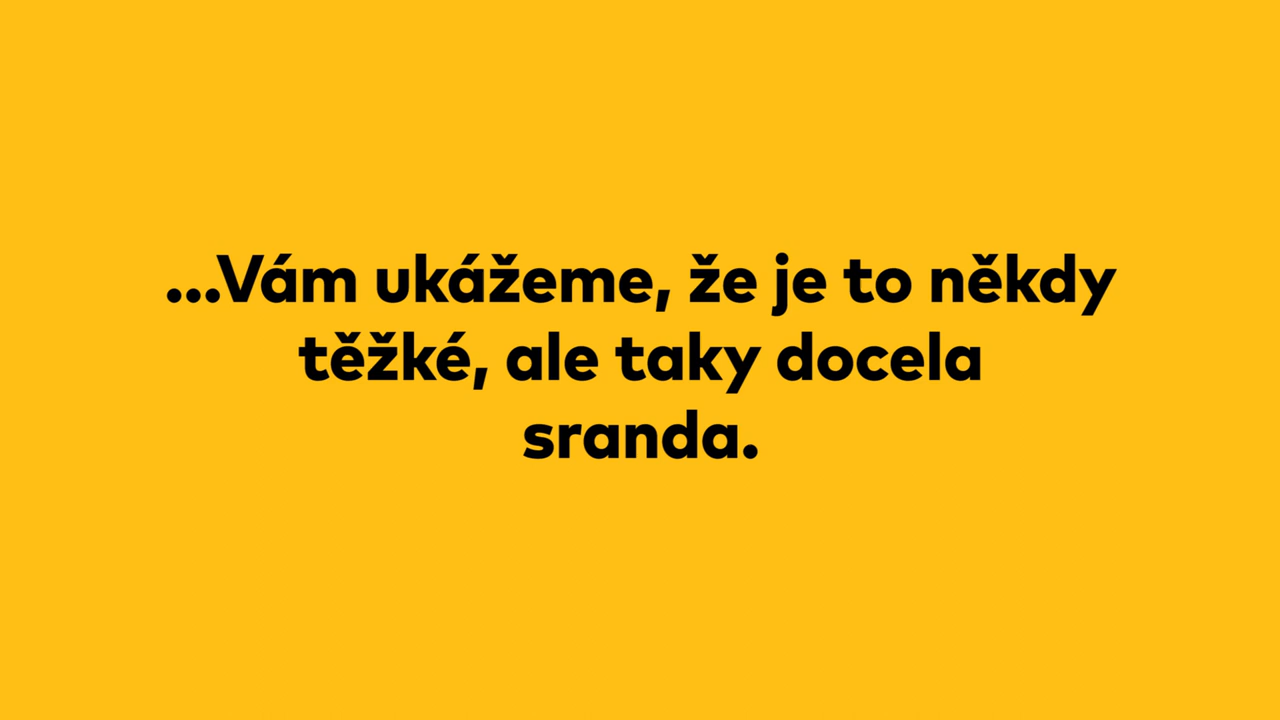 ...Vám ukážeme, že je to někdy
těžké, ale taky docela
sranda.